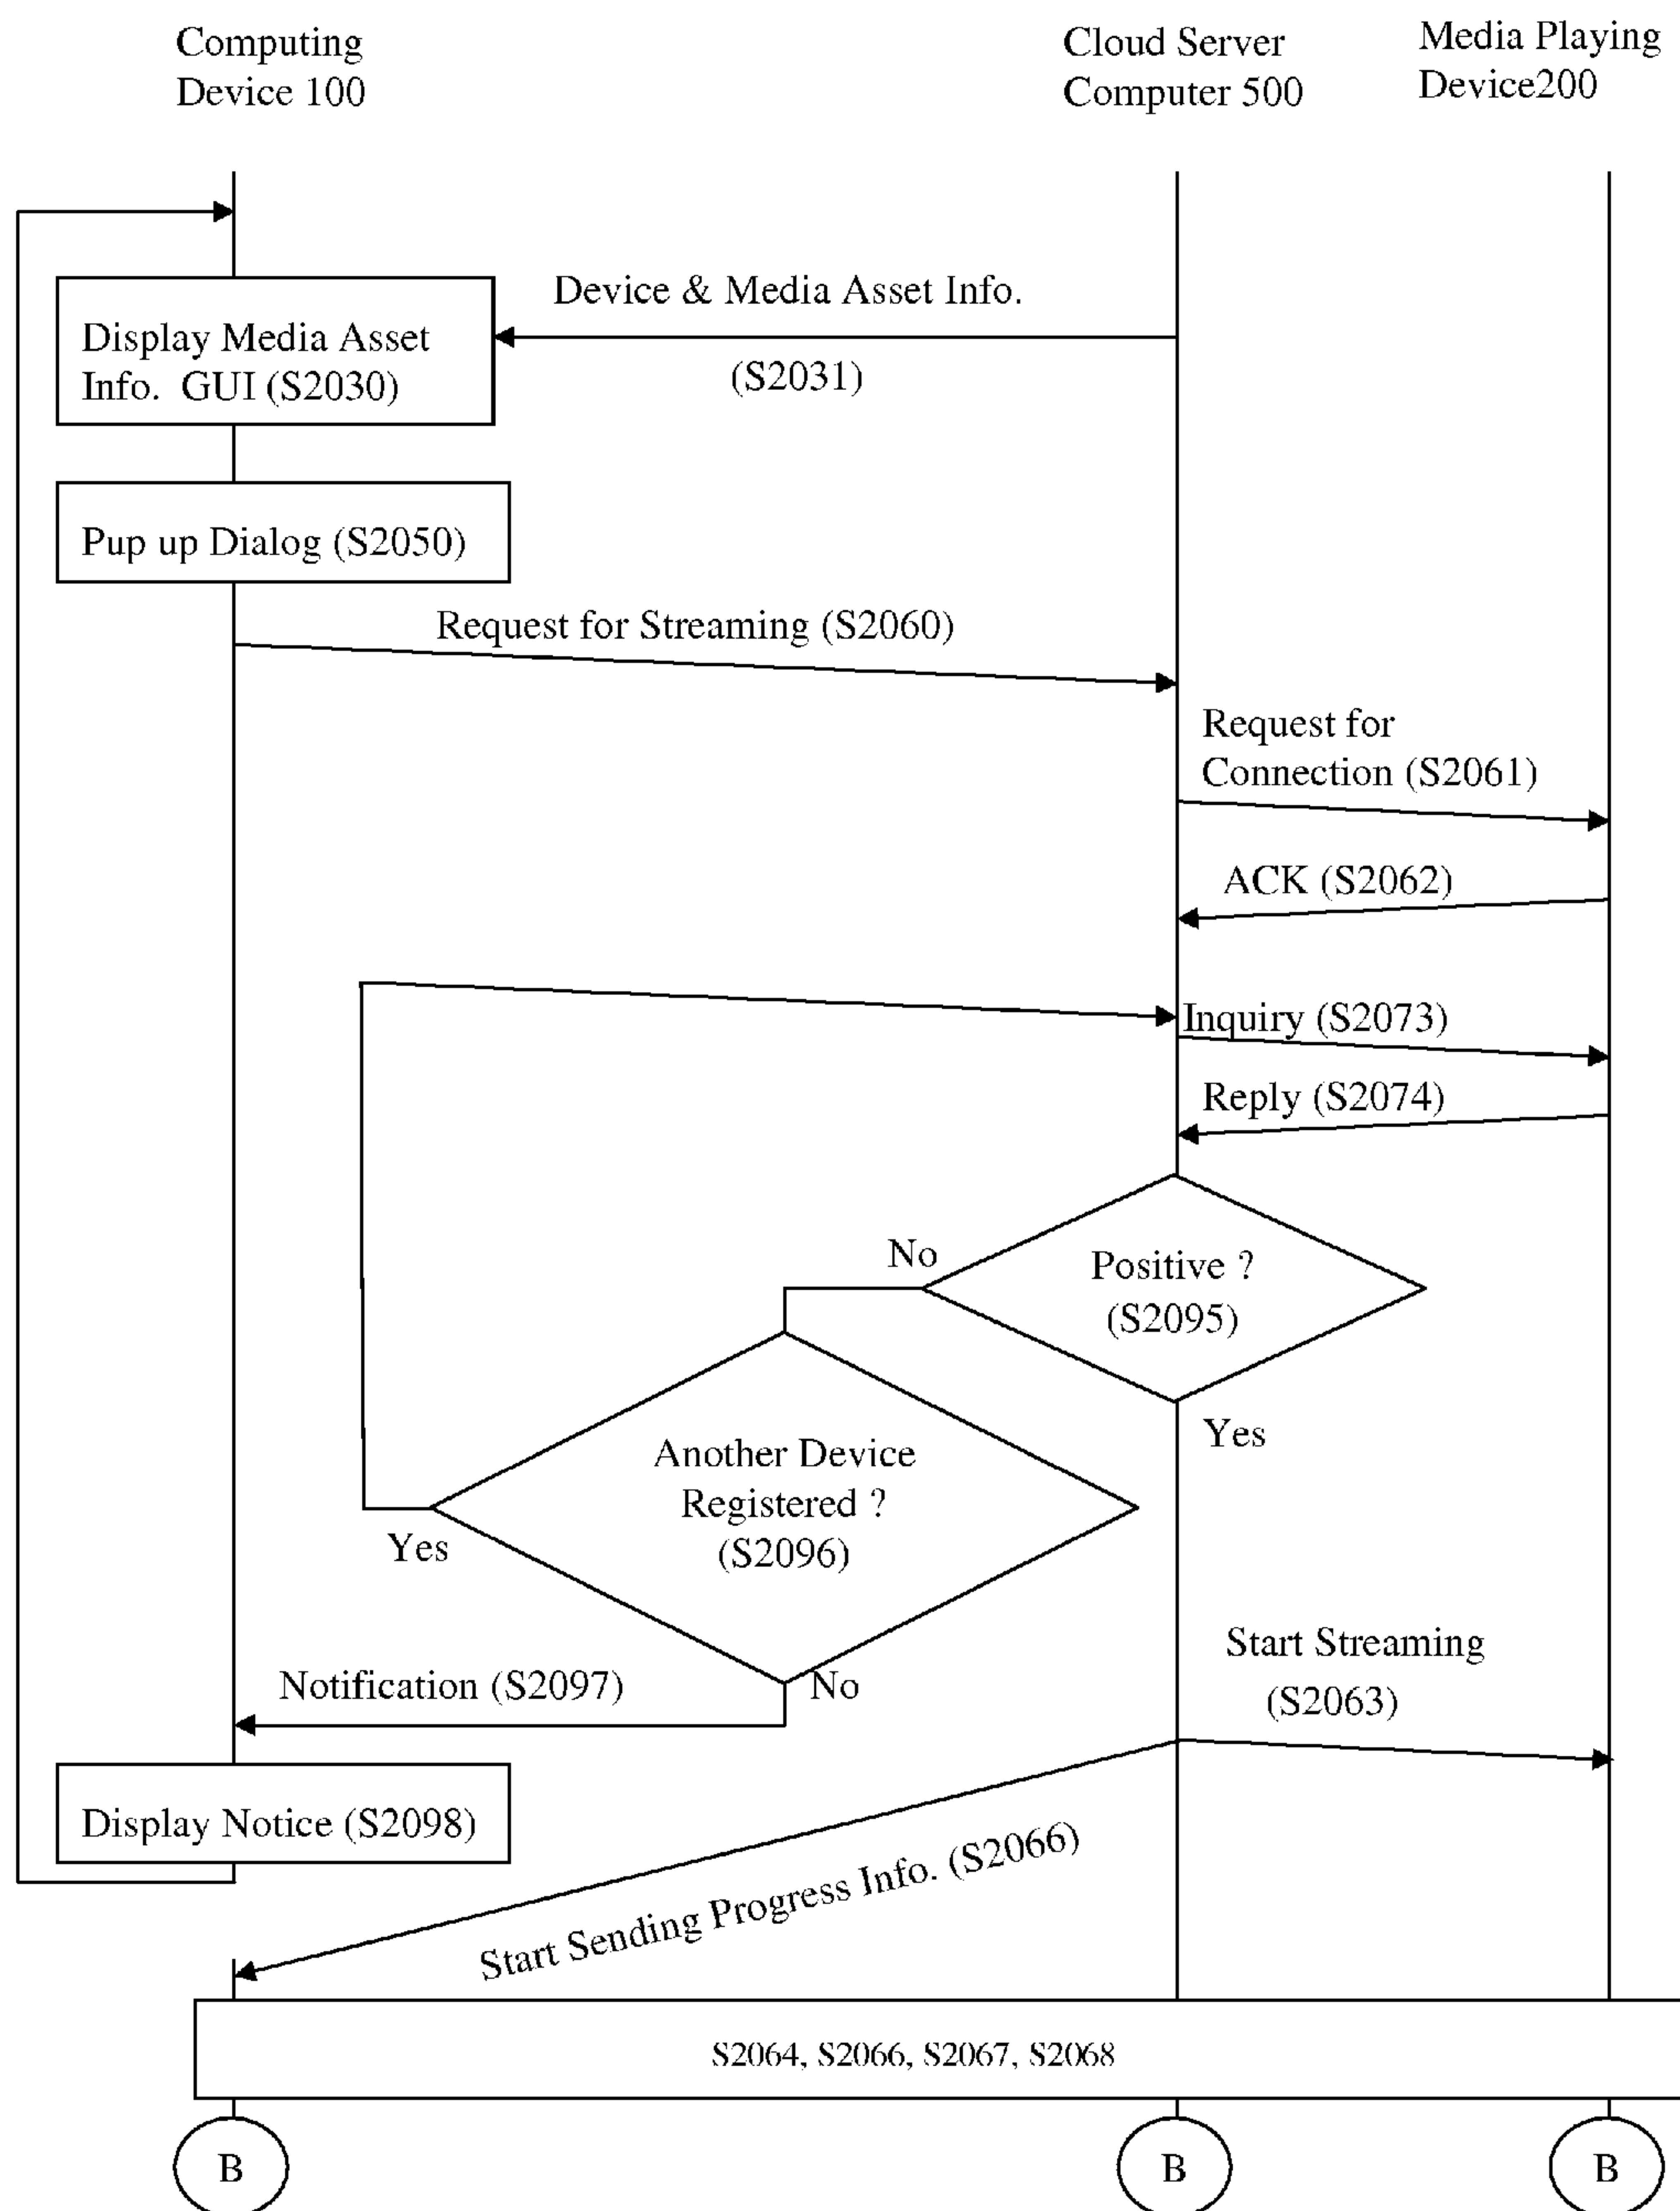 Computing
Device 100
Cloud Server
Computer 500
Media Playing
Device200
Device & Media Asset Info.
(S2031)
Display Media Asset
Info. GUI (S2030)
Pup up Dialog (S2050)
Request for Streaming (S2060)
Request for
Connection (S2061)
ACK (S2062)
Inquiry (S2073)
Reply (S2074)
No
Positive ?
(S2095)
Yes
Another Device
Registered ?
(S2096)
Yes
No
Start Streaming
(S2063)
Notification (S2097)
Display Notice (S2098)
Start Sending Progress Info. (S2066)
S2064, S2066, S2067, S2068
B
B
B